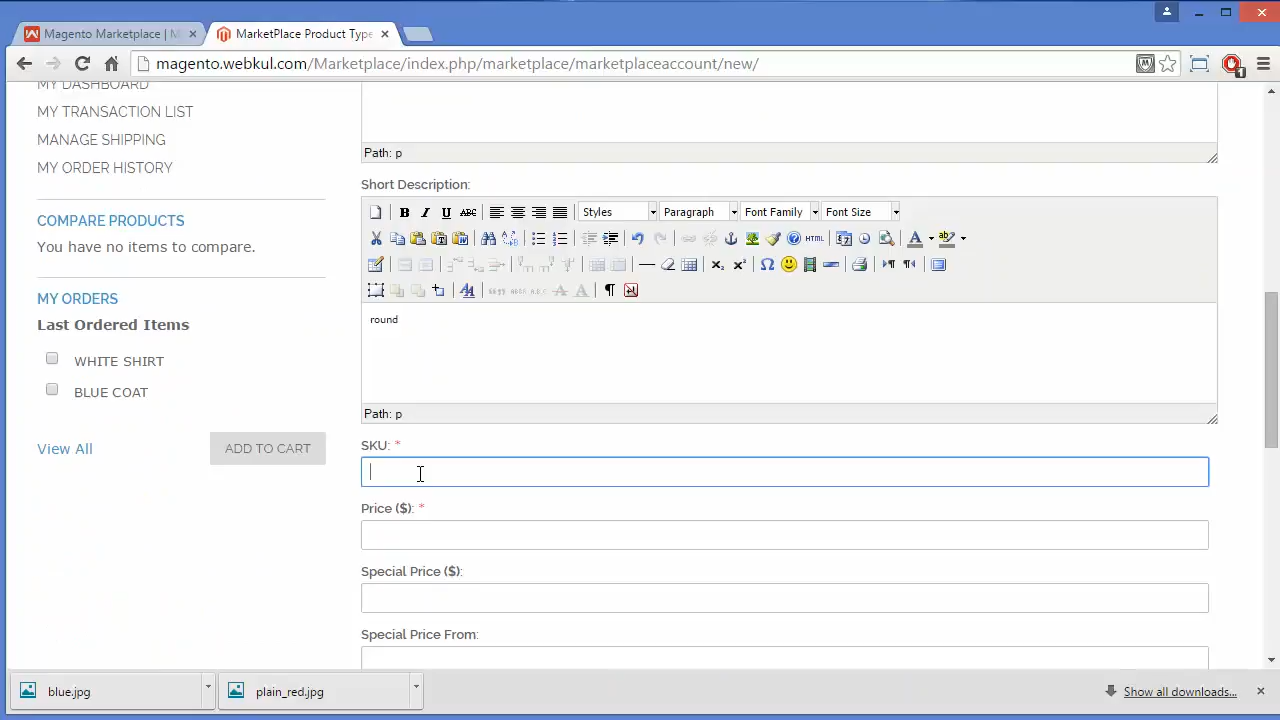 Magento Marketplace | M
MarketPlace Product Type
magento.webkul.com/Marketplace/index.php/marketplace/marketplaceaccount/new/
1
MY DASHBOARD
MY TRANSACTION LIST
MANAGE SHIPPING
MY ORDER HISTORY
COMPARE PRODUCTS
You have no items to compare.
MY ORDERS
Last Ordered Items
WHITE SHIRT
BLUE COAT
View All
ADD TO CART
Path: p
Short Description:
B I U ABC Styles Paragraph Font Family Font Size
HTML
round
Path: p
SKU: *
Price ($): *
Special Price ($):
Special Price From:
blue.jpg
plain_red.jpg
Show all downloads...